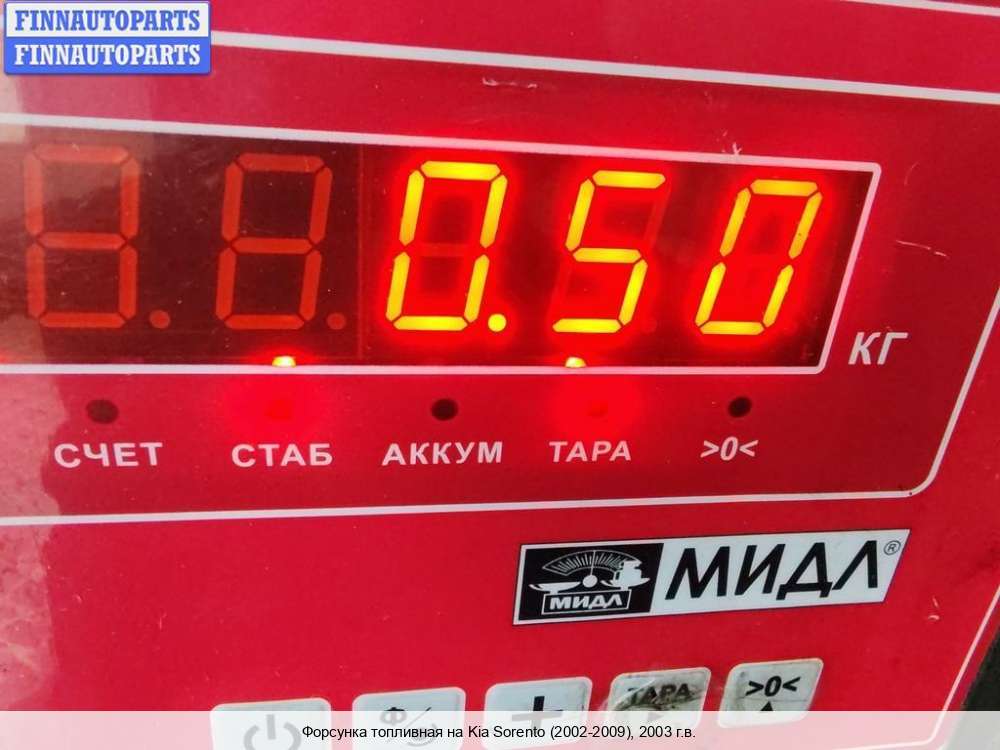 FINNAUTOPARTS
FINNAUTOPARTS
0.50
КГ
СЧЕТ СТАБ АККУМ ТАРА >0<
МИДЛ МИДЛ®
+ ТАРА >0<
Форсунка топливная на Kia Sorento (2002-2009), 2003 г.в.